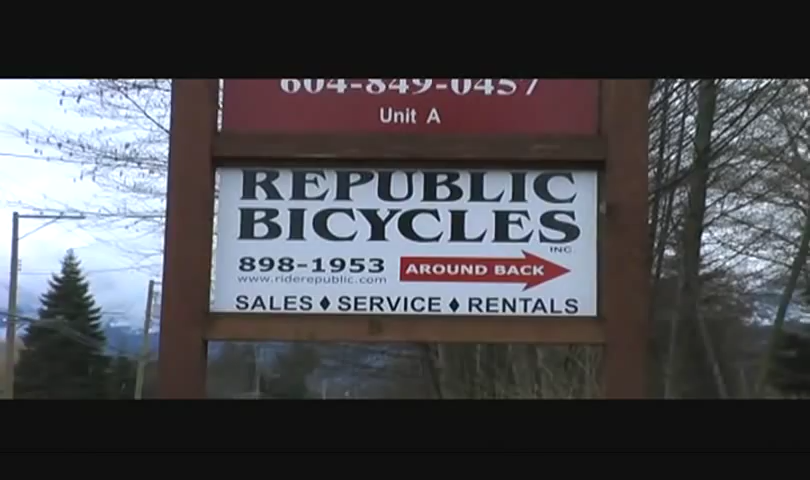 604-849-0457
Unit A
REPUBLIC
BICYCLES
INC.
898-1953
www.riderepublic.com
AROUND BACK
SALES ♦ SERVICE ♦ RENTALS